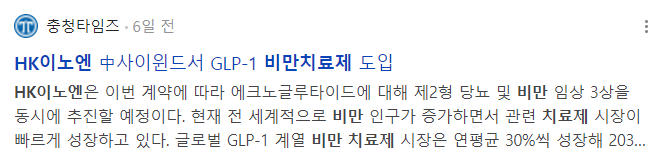 충청타임즈 · 6일 전
HK이노엔 中사이윈드서 GLP-1 비만치료제 도입
HK이노엔은 이번 계약에 따라 에크노글루타이드에 대해 제2형 당뇨 및 비만 임상 3상을
동시에 추진할 예정이다. 현재 전 세계적으로 비만 인구가 증가하면서 관련 치료제 시장이
빠르게 성장하고 있다. 글로벌 GLP-1 계열 비만 치료제 시장은 연평균 30%씩 성장해 203...